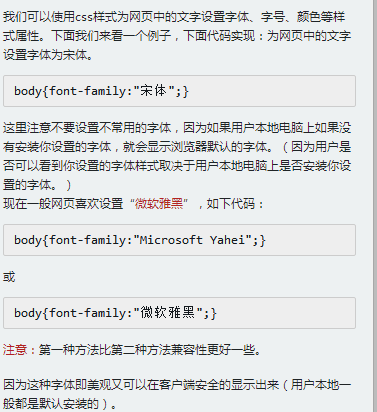 我们可以使用css样式为网页中的文字设置字体、字号、颜色等样
式属性。下面我们来看一个例子，下面代码实现：为网页中的文字
设置字体为宋体。
body{font-family:"宋体";}
这里注意不要设置不常用的字体，因为如果用户本地电脑上如果没
有安装你设置的字体，就会显示浏览器默认的字体。（因为用户是
否可以看到你设置的字体样式取决于用户本地电脑上是否安装你设
置的字体。）
现在一般网页喜欢设置“微软雅黑”，如下代码：
body{font-family:"Microsoft Yahei";}
或
body{font-family:"微软雅黑";}
注意：第一种方法比第二种方法兼容性更好一些。
因为这种字体即美观又可以在客户端安全的显示出来（用户本地一
般都是默认安装的）。